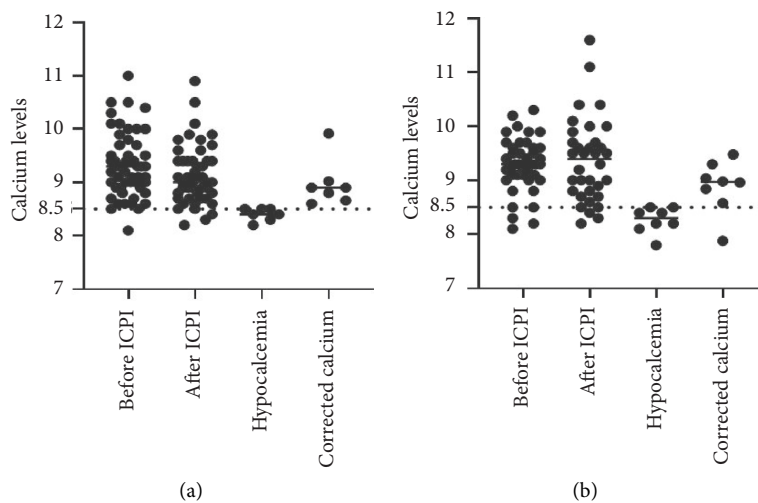 Calcium levels
12
11
10
9
8.5
8
7
Before ICPI
After ICPI
Hypocalcemia
Corrected calcium
(a)
Calcium levels
12
11
10
9
8.5
8
7
Before ICPI
After ICPI
Hypocalcemia
Corrected calcium
(b)